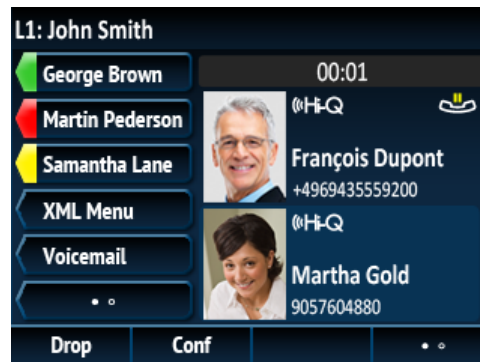 L1: John Smith
George Brown
Martin Pederson
Samantha Lane
XML Menu
Voicemail
00:01
Hi-Q
François Dupont
+4969435559200
Hi-Q
Martha Gold
9057604880
Drop
Conf